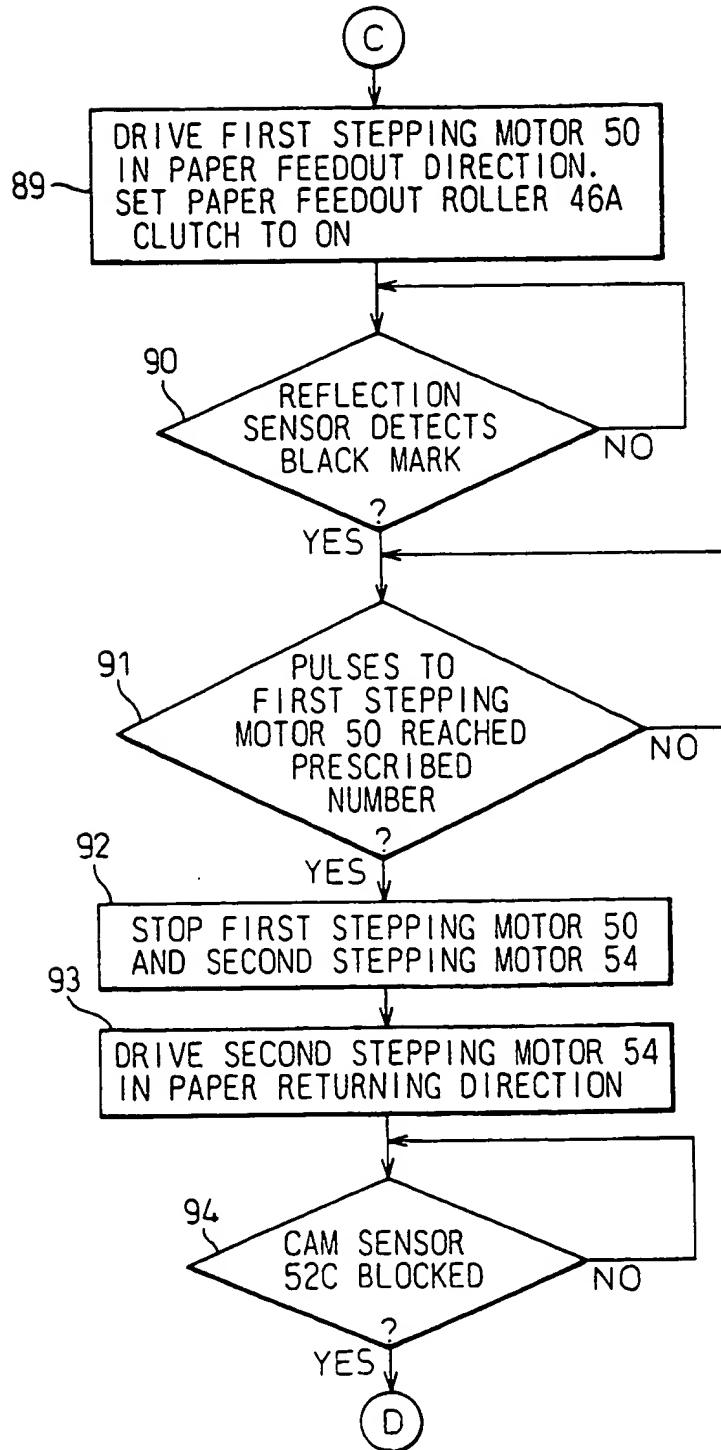 C
89
DRIVE FIRST STEPPING MOTOR 50
IN PAPER FEEDOUT DIRECTION.
SET PAPER FEEDOUT ROLLER 46A
CLUTCH TO ON
90
REFLECTION
SENSOR DETECTS
BLACK MARK
?
NO
YES
91
PULSES TO
FIRST STEPPING
MOTOR 50 REACHED
PRESCRIBED
NUMBER
?
NO
YES
92
STOP FIRST STEPPING MOTOR 50
AND SECOND STEPPING MOTOR 54
93
DRIVE SECOND STEPPING MOTOR 54
IN PAPER RETURNING DIRECTION
94
CAM SENSOR
52C BLOCKED
?
NO
YES
D